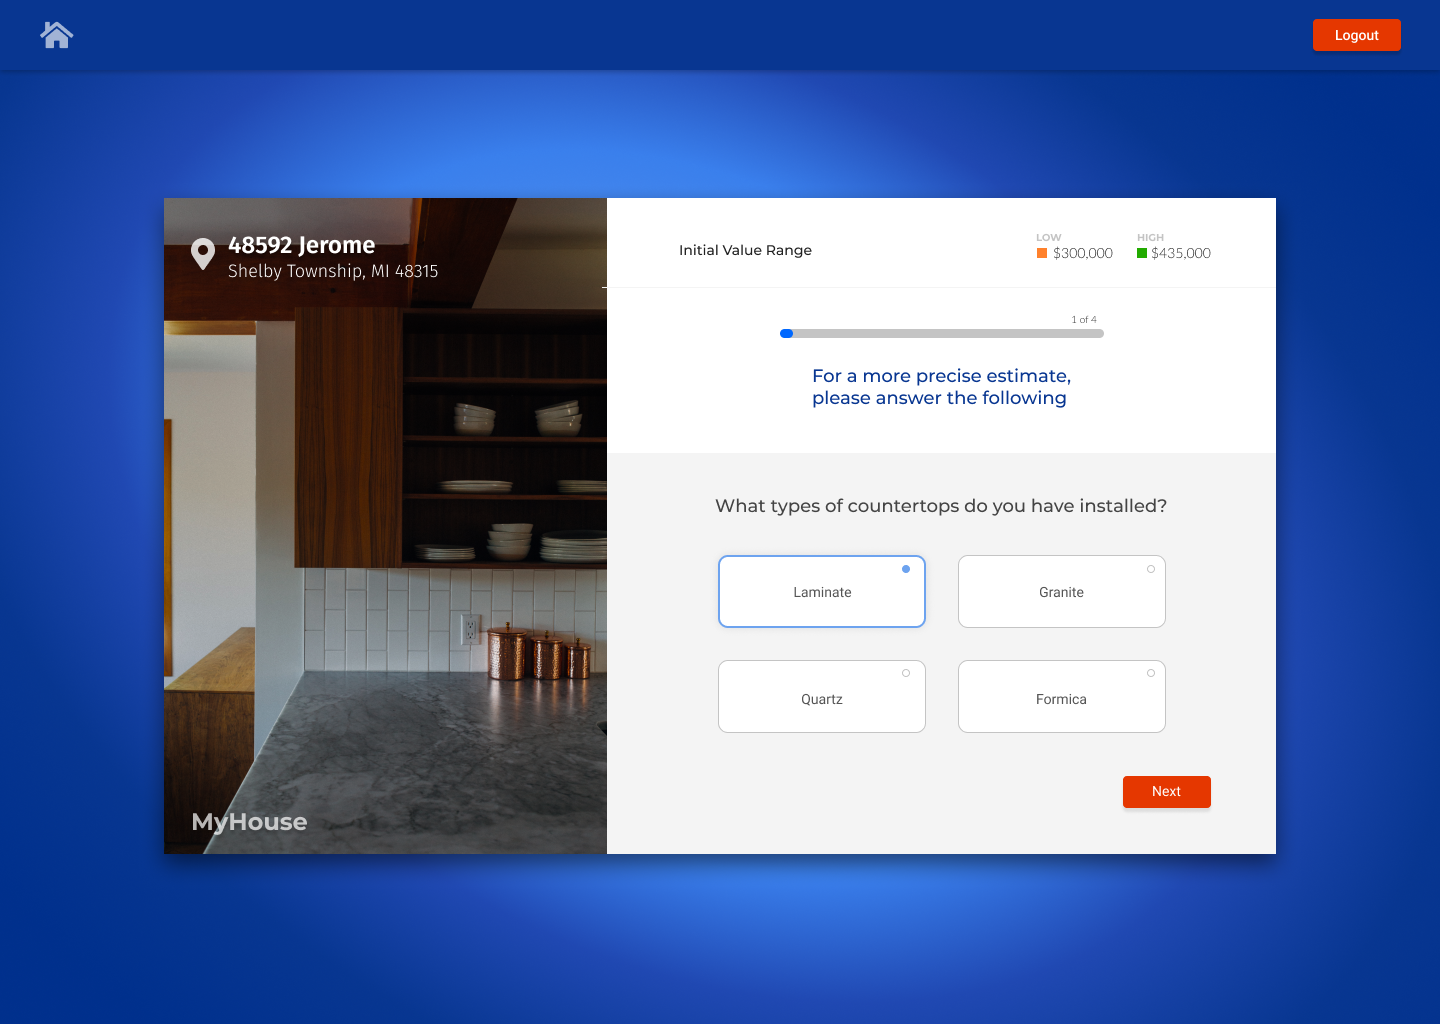 Logout
48592 Jerome
Shelby Township, MI 48315
MyHouse
Initial Value Range
LOW
$300,000
HIGH
$435,000
1 of 4
For a more precise estimate,
please answer the following
What types of countertops do you have installed?
Laminate
Granite
Quartz
Formica
Next